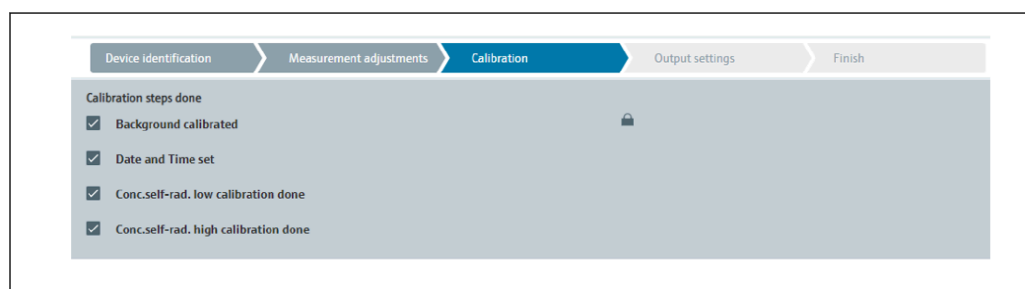 Device identification
Measurement adjustments
Calibration
Output settings
Finish
Calibration steps done
Background calibrated
Date and Time set
Conc.self-rad. low calibration done
Conc.self-rad. high calibration done